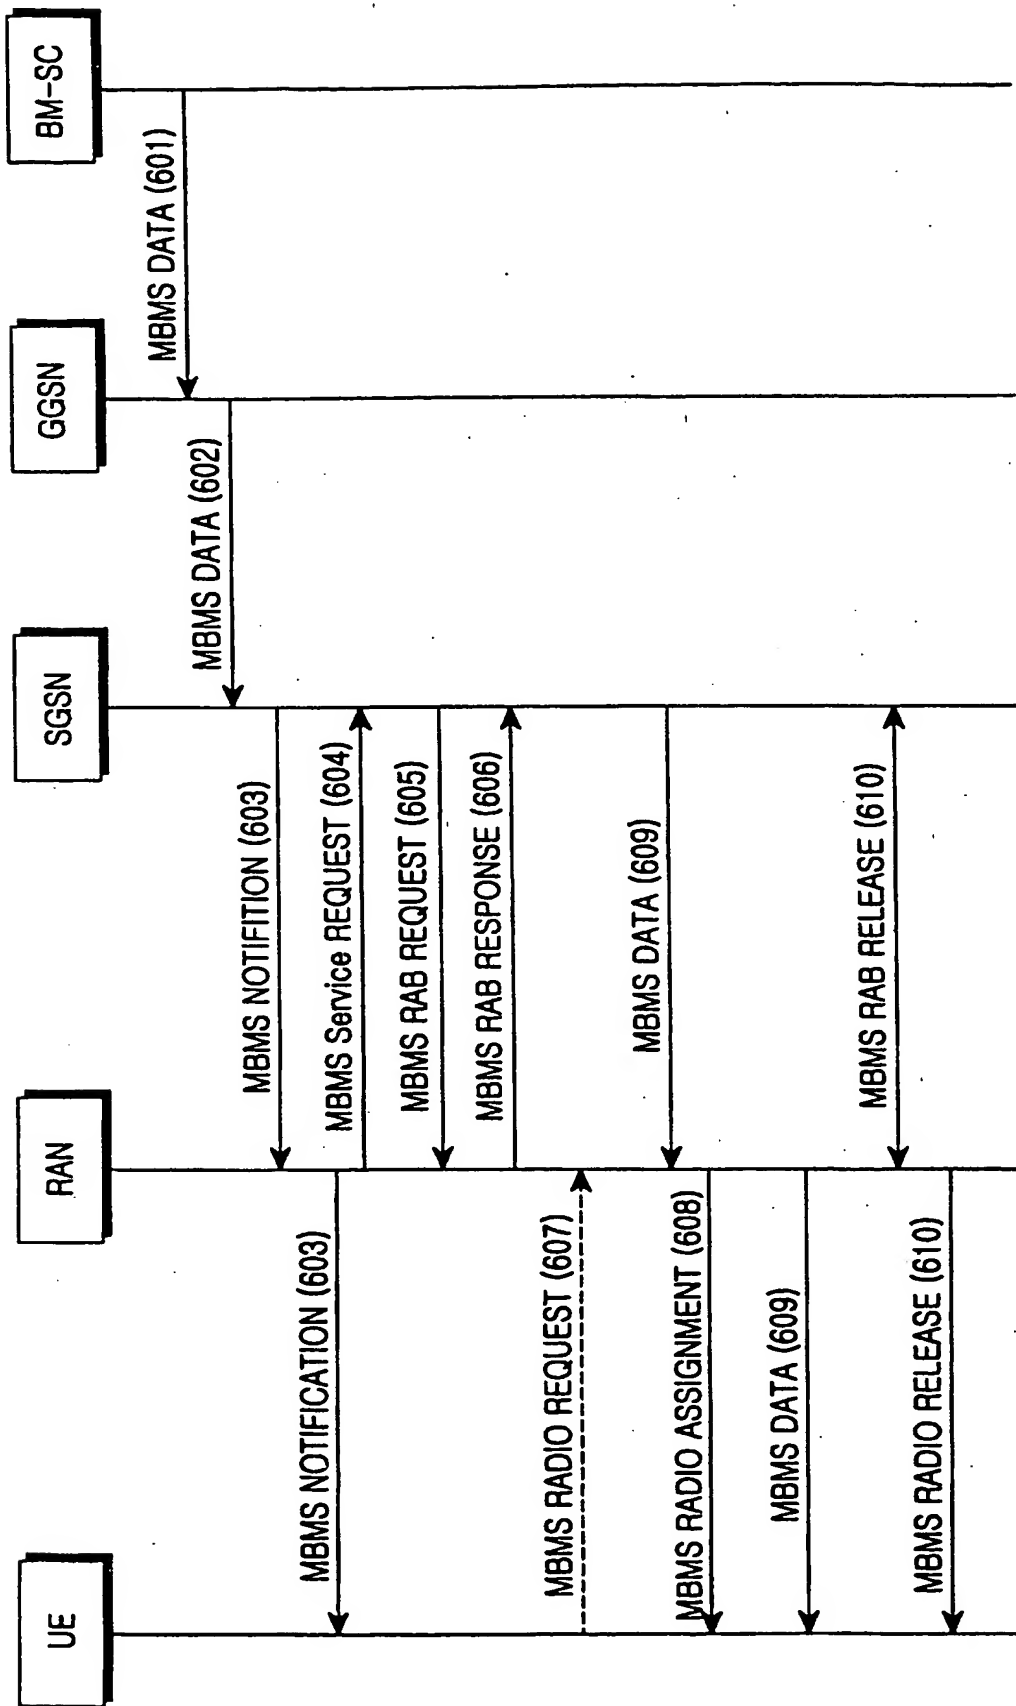 UE
RAN
SGSN
GGSN
BM-SC
MBMS DATA (601)
MBMS DATA (602)
MBMS NOTIFITION (603)
MBMS NOTIFICATION (603)
MBMS Service REQUEST (604)
MBMS RAB REQUEST (605)
MBMS RAB RESPONSE (606)
MBMS RADIO REQUEST (607)
MBMS DATA (609)
MBMS RADIO ASSIGNMENT (608)
MBMS DATA (609)
MBMS RAB RELEASE (610)
MBMS RADIO RELEASE (610)